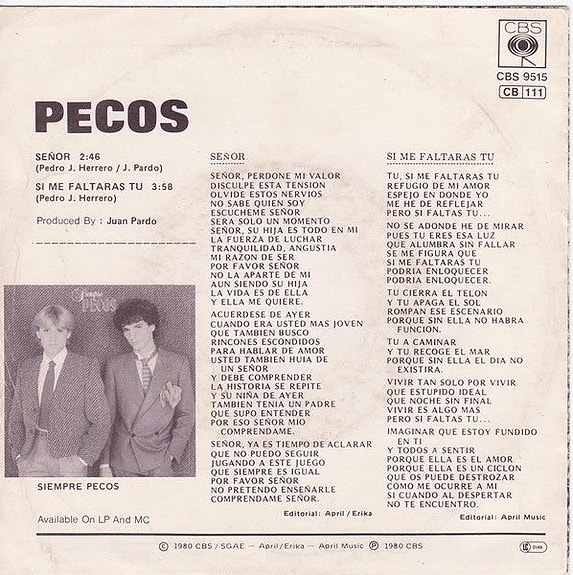 CBS
CBS 9515
CB 111
PECOS
SEÑOR 2:46
(Pedro J. Herrero / J. Pardo)
SI ME FALTARAS TU 3:58
(Pedro J. Herrero)
Produced By : Juan Pardo
Siempre
PECOS
SIEMPRE PECOS
Available On LP And MC
SENOR
SEÑOR, PERDONE MI VALOR
DISCULPE ESTA TENSION
OLVIDE ESTOS NERVIOS
NO SABE QUIEN SOY
ESCUCHEME SEÑOR
SERA SOLO UN MOMENTO
SEÑOR, SU HIJA ES TODO EN MI
LA FUERZA DE LUCHAR
TRANQUILIDAD, ANGUSTIA
MI RAZON DE SER
POR FAVOR SEÑOR
NO LA APARTE DE MI
AUN SIENDO SU HIJA
LA VIDA ES DE ELLA
Y ELLA ME QUIERE.
ACUERDESE DE AYER
CUANDO ERA USTED MAS JOVEN
QUE TAMBIEN BUSCO
RINCONES ESCONDIDOS
PARA HABLAR DE AMOR
USTED TAMBIEN HUIA DE
UN SEÑOR
Y DEBE COMPRENDER
LA HISTORIA SE REPITE
Y SU NIÑA DE AYER
TAMBIEN TENIA UN PADRE
QUE SUPO ENTENDER
POR ESO SEÑOR MIO
COMPRENDAME.
SEÑOR, YA ES TIEMPO DE ACLARAR
QUE NO PUEDO SEGUIR
JUGANDO A ESTE JUEGO
QUE SIEMPRE ES IGUAL
POR FAVOR SEÑOR
NO PRETENDO ENSEÑARLE
COMPRENDAME SEÑOR.
Editorial: April / Erika
SI ME FALTARAS TU
TU, SI ME FALTARAS TU
REFUGIO DE MI AMOR
ESPEJO EN DONDE YO
ME HE DE REFLEJAR
PERO SI FALTAS TU...
NO SE ADONDE HE DE MIRAR
PUES TU ERES ESA LUZ
QUE ALUMBRA SIN FALLAR
SE ME FIGURA QUE
SI ME FALTARAS TU
PODRIA ENLOQUECER
PODRIA ENLOQUECER.
TU CIERRA EL TELON
Y TU APAGA EL SOL
ROMPAN ESE ESCENARIO
PORQUE SIN ELLA NO HABRA
FUNCION.
TU A CAMINAR
Y TU RECOGE EL MAR
PORQUE SIN ELLA EL DIA NO
EXISTIRA.
VIVIR TAN SOLO POR VIVIR
QUE ESTUPIDO IDEAL
QUE NOCHE SIN FINAL
VIVIR ES ALGO MAS
PERO SI FALTAS TU...
IMAGINAR QUE ESTOY FUNDIDO
EN TI
Y TODOS A SENTIR
PORQUE ELLA ES EL AMOR
PORQUE ELLA ES UN CICLON
QUE OS PUEDE DESTROZAR
COMO ME OCURRE A MI
SI CUANDO AL DESPERTAR
NO TE ENCUENTRO.
Editorial: April Music
© 1980 CBS / SGAE — April / Erika — April Music ℗ 1980 CBS
LC 0149